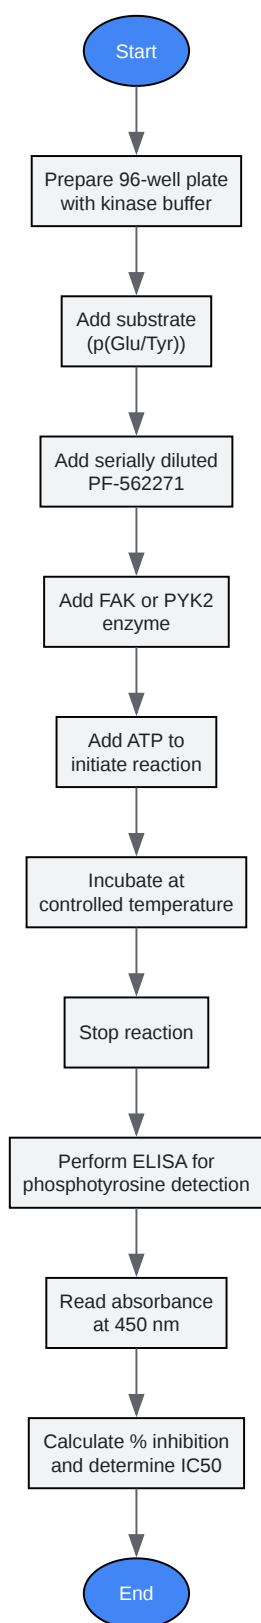 Start
Prepare 96-well plate
with kinase buffer
Add substrate
(p(Glu/Tyr))
Add serially diluted
PF-562271
Add FAK or PYK2
enzyme
Add ATP to
initiate reaction
Incubate at
controlled temperature
Stop reaction
Perform ELISA for
phosphotyrosine detection
Read absorbance
at 450 nm
Calculate % inhibition
and determine IC50
End